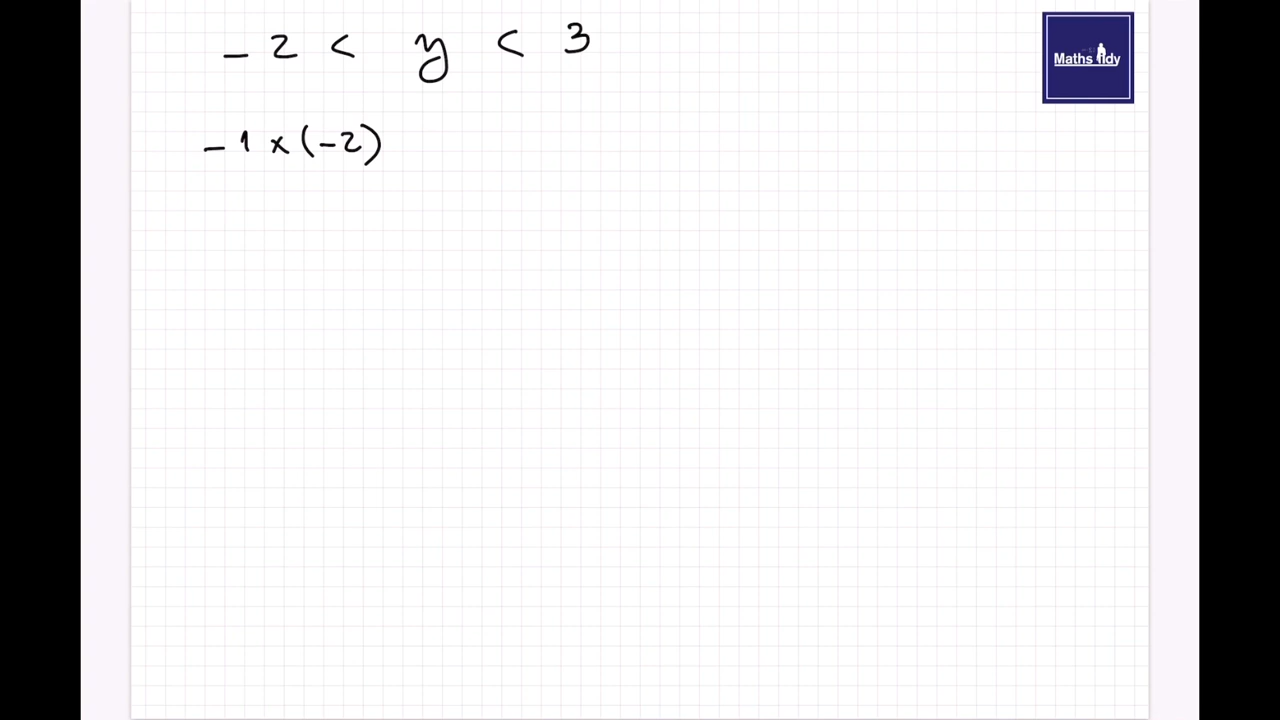 - 2 < y < 3
- 1 x (-2)